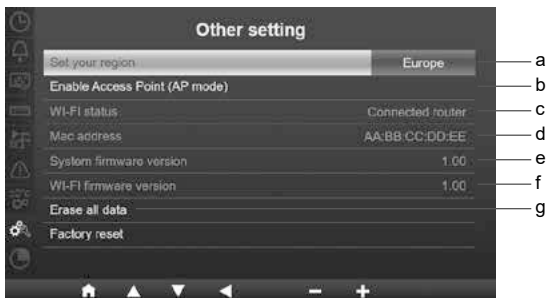 Other setting
Set your region Europe a
Enable Access Point (AP mode) b
WI-FI status Connected router c
Mac address AA:BB:CC:DD:EE d
System firmware version 1.00 e
WI-FI firmware version 1.00 f
Erase all data g
Factory reset